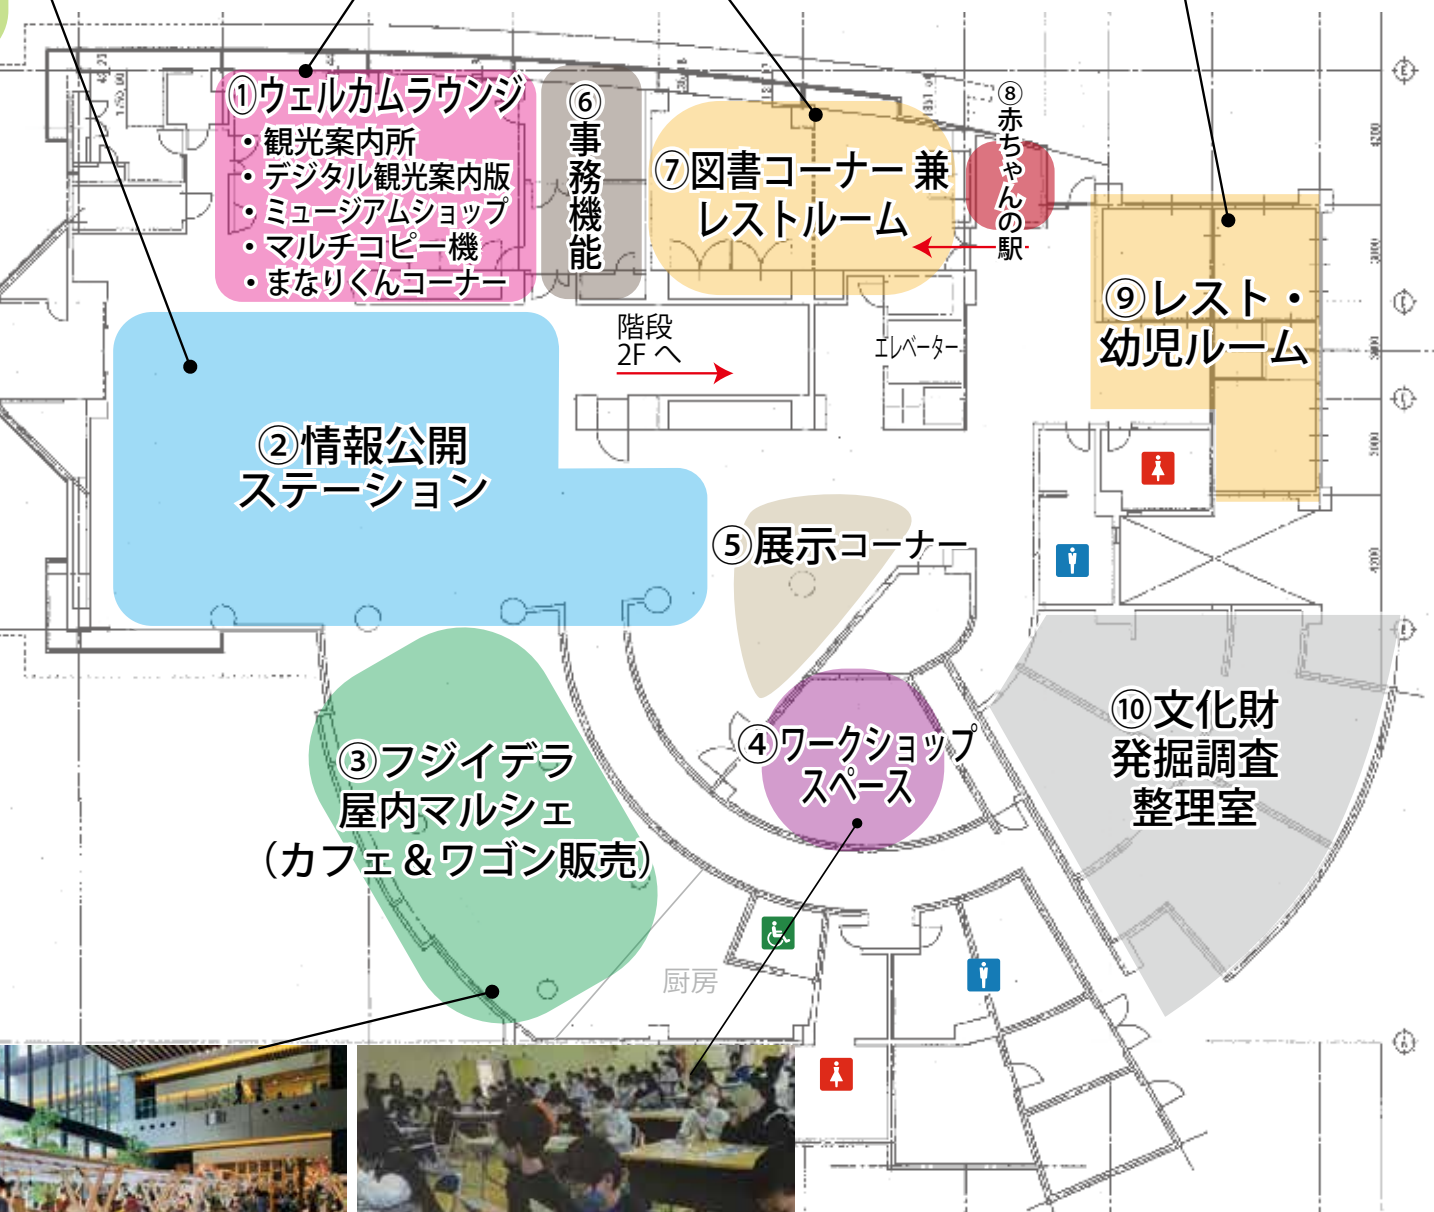 ①ウェルカムラウンジ
・観光案内所
・デジタル観光案内版
・ミュージアムショップ
・マルチコピー機
・まなりくんコーナー
⑥事務機能
⑦図書コーナー 兼
レストルーム
⑧赤ちゃんの駅
⑨レスト・
幼児ルーム
階段
2F へ
エレベーター
②情報公開
ステーション
⑤展示コーナー
④ワークショップ
スペース
③フジイデラ
屋内マルシェ
（カフェ＆ワゴン販売）
⑩文化財
発掘調査
整理室
厨房